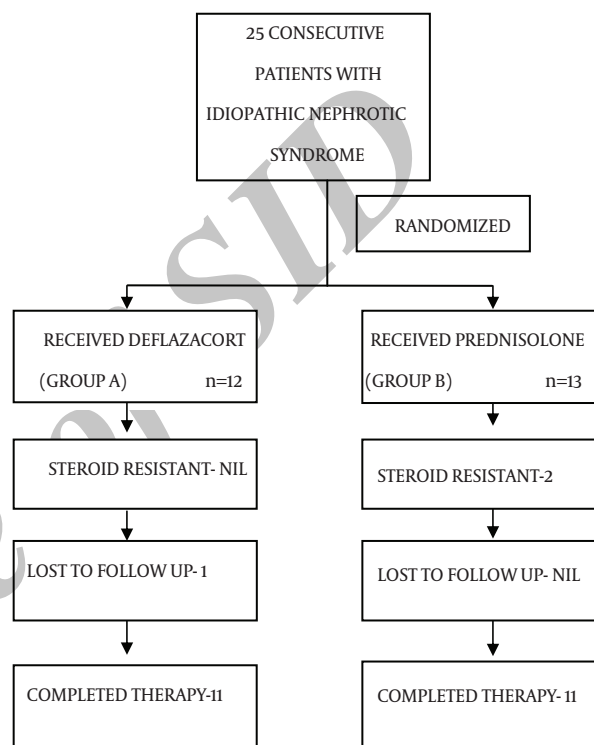 25 CONSECUTIVE
PATIENTS WITH
IDIOPATHIC NEPHROTIC
SYNDROME
RANDOMIZED
RECEIVED DEFLAZACORT
(GROUP A) n=12
RECEIVED PREDNISOLONE
(GROUP B) n=13
STEROID RESISTANT- NIL
STEROID RESISTANT-2
LOST TO FOLLOW UP- 1
LOST TO FOLLOW UP- NIL
COMPLETED THERAPY-11
COMPLETED THERAPY- 11
SID